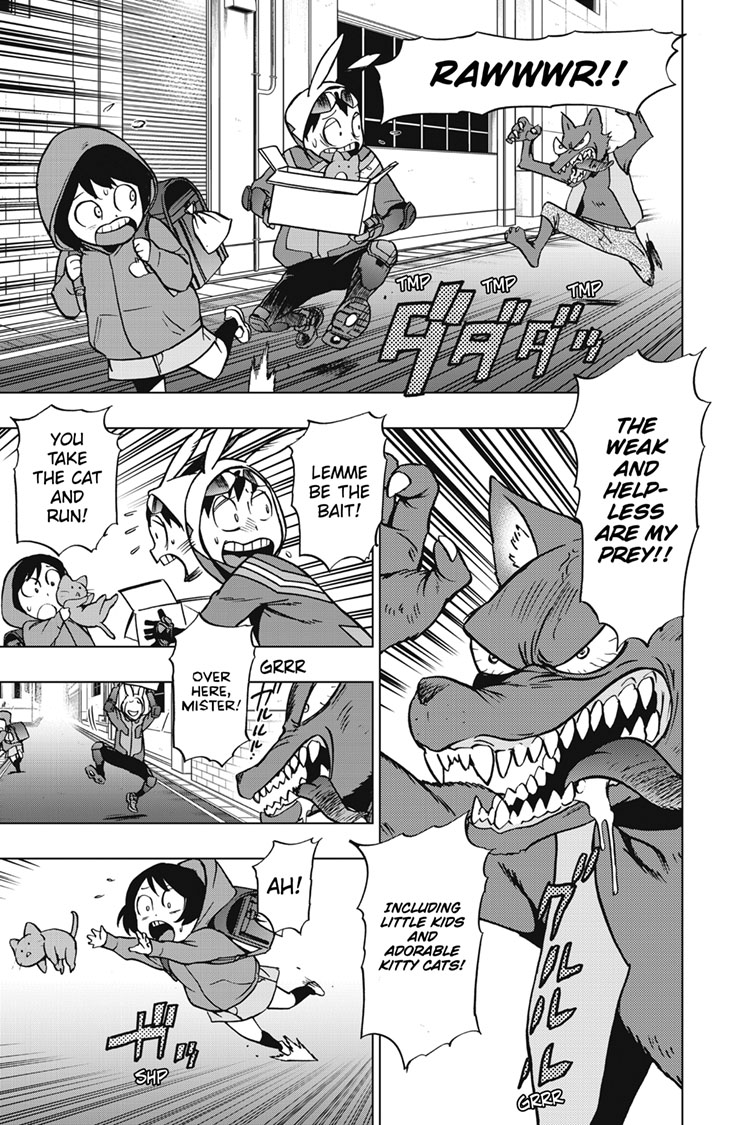 RAWWWR!!
TMP
TMP
TMP
ダダダッ
THE
WEAK
AND
HELP-
LESS
ARE MY
PREY!!
INCLUDING
LITTLE KIDS
AND
ADORABLE
KITTY CATS!
グルルル
GRRR
LEMME
BE THE
BAIT!
YOU
TAKE
THE CAT
AND
RUN!
GRRR
ガルルル.
OVER
HERE,
MISTER!
AH!
ドザ
SHP